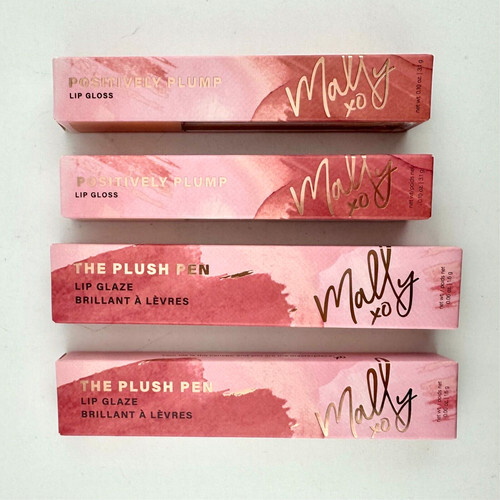 POSITIVELY PLUMP
LIP GLOSS
Mally
xo
POSITIVELY PLUMP
LIP GLOSS
Mally
xo
THE PLUSH PEN
LIP GLAZE
BRILLANT À LÈVRES
Mally
xo
THE PLUSH PEN
LIP GLAZE
BRILLANT À LÈVRES
Mally
xo